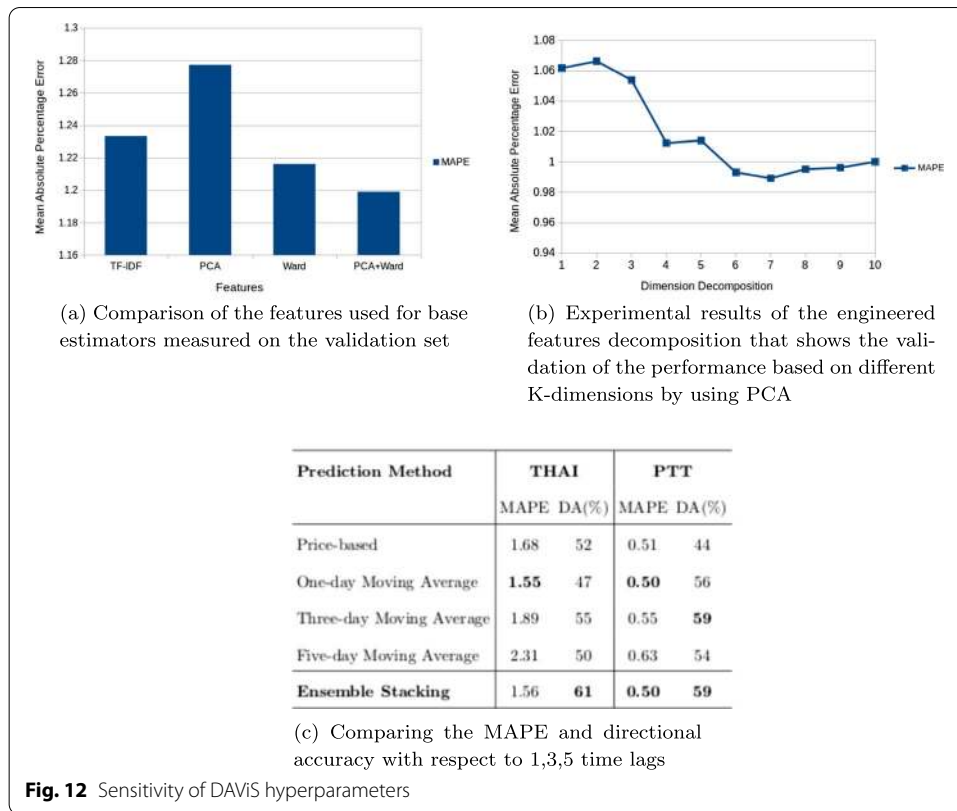 1.3
1.28
1.26
1.24
1.22
1.2
1.18
1.16
Mean Absolute Percentage Error
TF-IDF PCA Ward PCA+Ward
Features
MAPE
(a) Comparison of the features used for base
estimators measured on the validation set
1.08
1.06
1.04
1.02
1
0.98
0.96
0.94
Mean Absolute Percentage Error
1 2 3 4 5 6 7 8 9 10
Dimension Decomposition
MAPE
(b) Experimental results of the engineered
features decomposition that shows the vali-
dation of the performance based on different
K-dimensions by using PCA
Prediction Method THAI PTT
MAPE DA(%) MAPE DA(%)
Price-based 1.68 52 0.51 44
One-day Moving Average 1.55 47 0.50 56
Three-day Moving Average 1.89 55 0.55 59
Five-day Moving Average 2.31 50 0.63 54
Ensemble Stacking 1.56 61 0.50 59
(c) Comparing the MAPE and directional
accuracy with respect to 1,3,5 time lags
Fig. 12 Sensitivity of DAViS hyperparameters